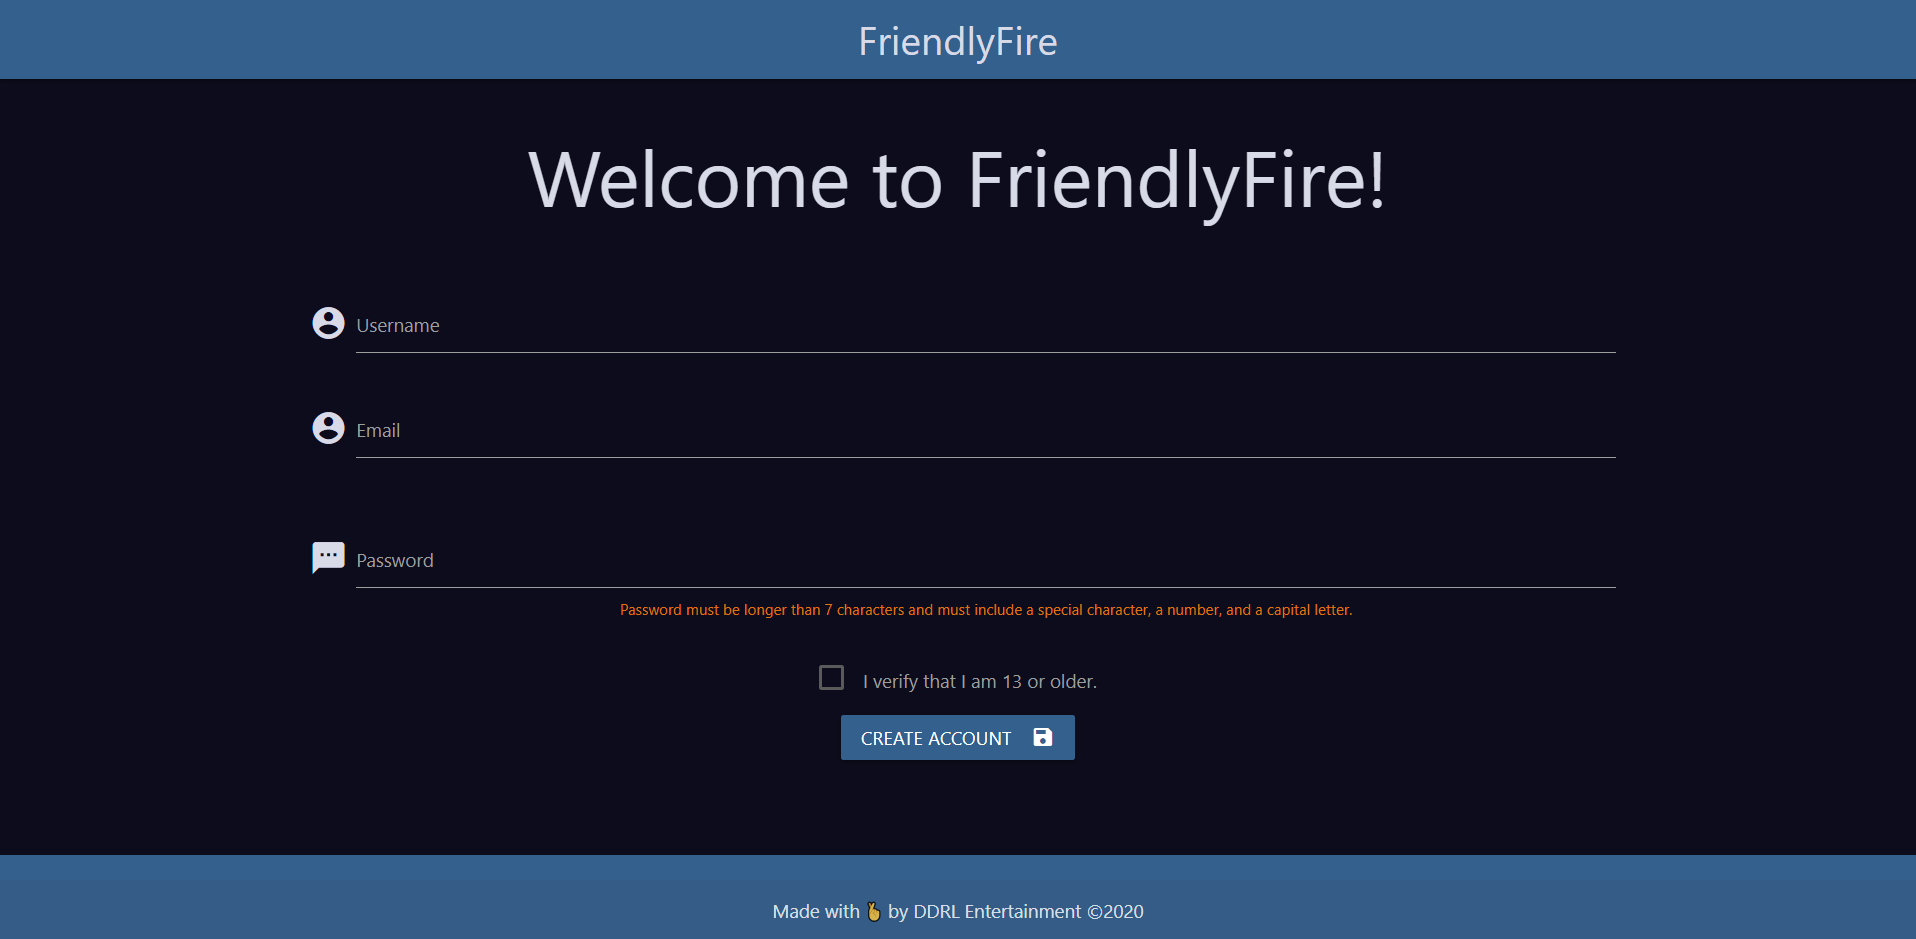 FriendlyFire
Welcome to FriendlyFire!
Username
Email
Password
Password must be longer than 7 characters and must include a special character, a number, and a capital letter.
I verify that I am 13 or older.
CREATE ACCOUNT
Made with 🤞 by DDRL Entertainment ©2020